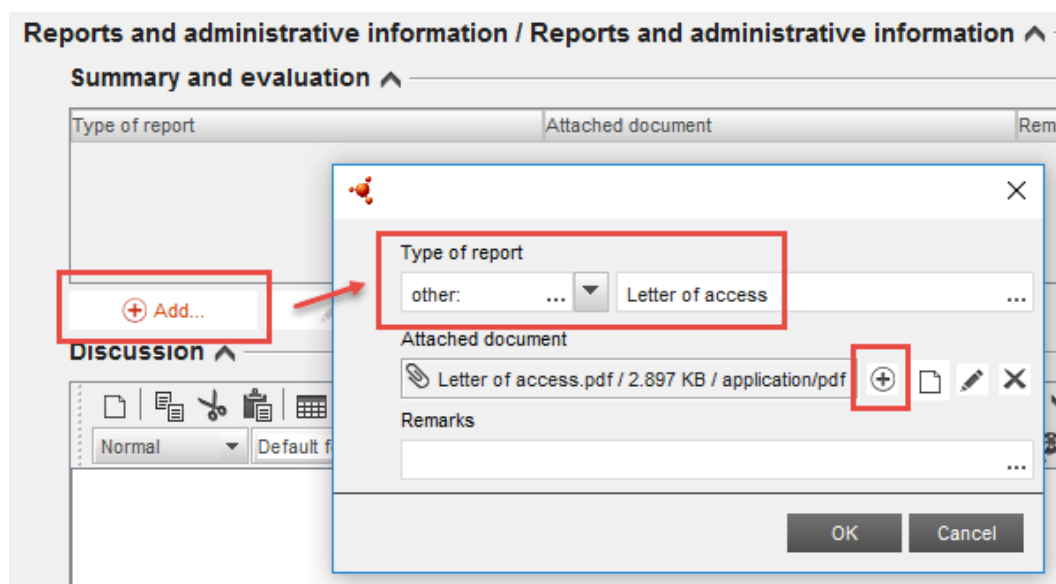 Reports and administrative information / Reports and administrative information
Summary and evaluation
Type of report Attached document Rem
Type of report
other: ... Letter of access ...
Add...
Attached document
Discussion
Letter of access.pdf / 2.897 KB / application/pdf
Remarks
Normal Default f
...
OK Cancel